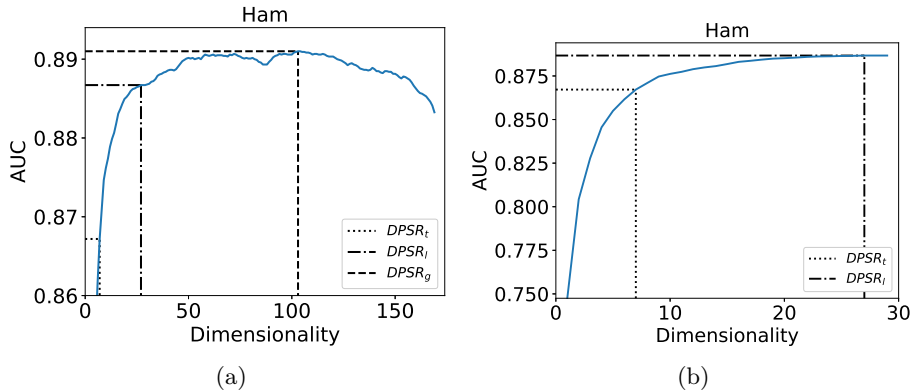 Ham
AUC
0.89
0.88
0.87
0.86
0 50 100 150
Dimensionality
DPSR_t
DPSR_l
DPSR_g
(a)
Ham
AUC
0.875
0.850
0.825
0.800
0.775
0.750
0 10 20 30
Dimensionality
DPSR_t
DPSR_l
(b)